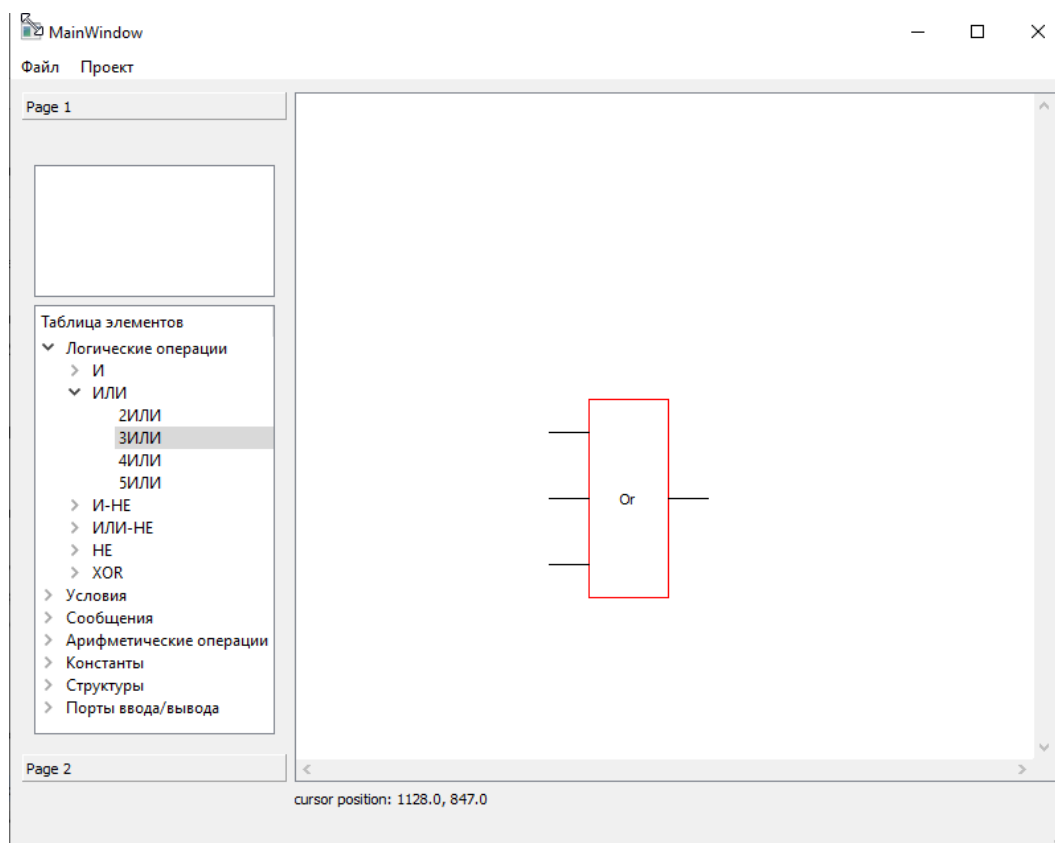 MainWindow
Файл Проект
Page 1
Таблица элементов
Логические операции
И
ИЛИ
2ИЛИ
3ИЛИ
4ИЛИ
5ИЛИ
И-НЕ
ИЛИ-НЕ
НЕ
XOR
Условия
Сообщения
Арифметические операции
Константы
Структуры
Порты ввода/вывода
Page 2
Or
cursor position: 1128.0, 847.0